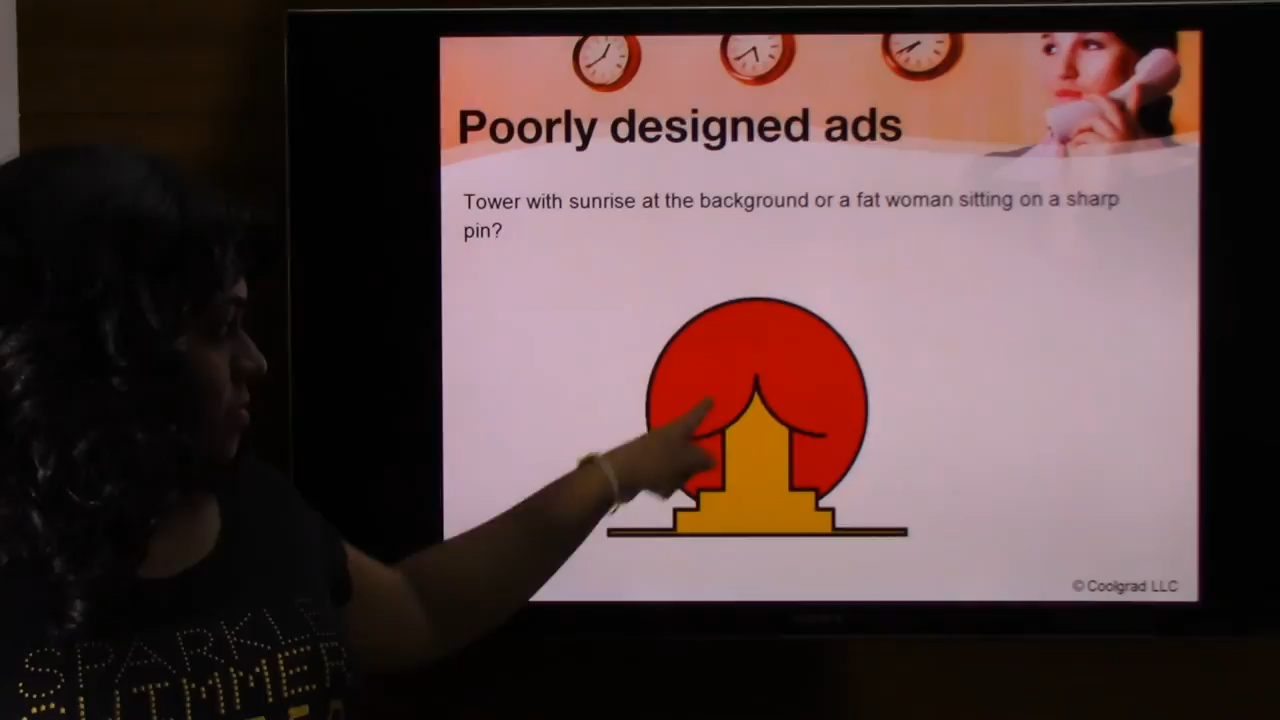 Poorly designed ads
Tower with sunrise at the background or a fat woman sitting on a sharp
pin?
© Coolgrad LLC
SPARKLE